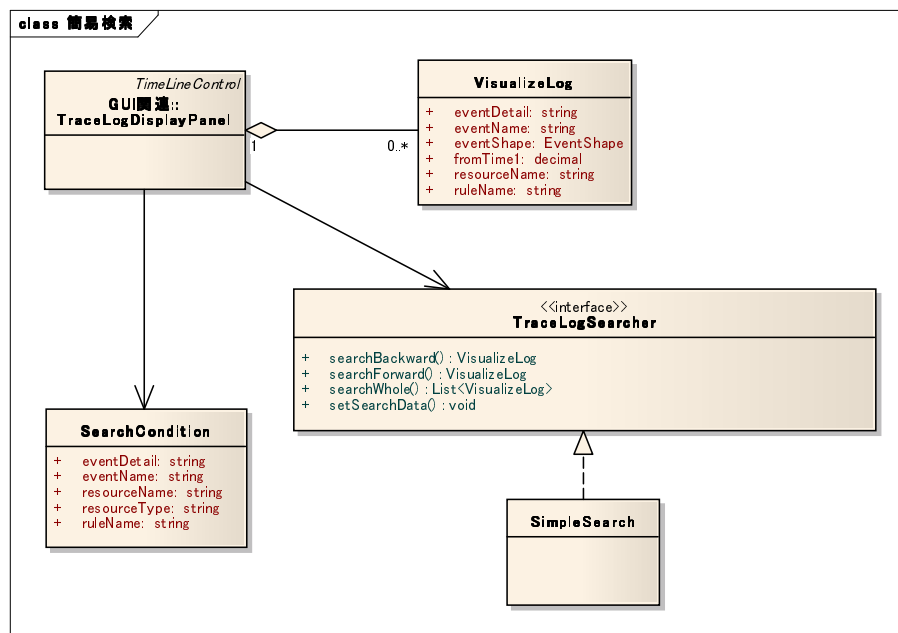 class 簡易検索
TimeLineControl
GUI関連::
TraceLogDisplayPanel
1
0..*
VisualizeLog
+ eventDetail: string
+ eventName: string
+ eventShape: EventShape
+ fromTime1: decimal
+ resourceName: string
+ ruleName: string
<<interface>>
TraceLogSearcher
+ searchBackward() : VisualizeLog
+ searchForward() : VisualizeLog
+ searchWhole() : List<VisualizeLog>
+ setSearchData() : void
SearchCondition
+ eventDetail: string
+ eventName: string
+ resourceName: string
+ resourceType: string
+ ruleName: string
SimpleSearch